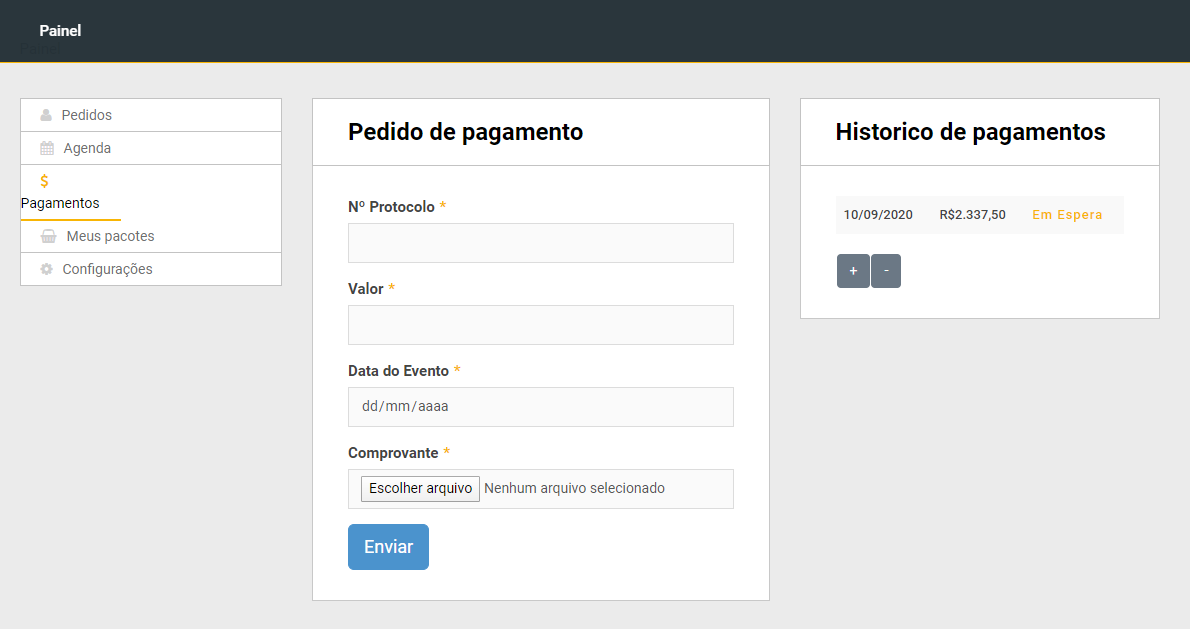 Painel
Pedidos
Agenda
$
Pagamentos
Meus pacotes
Configurações
Pedido de pagamento
Nº Protocolo *
Valor *
Data do Evento *
dd/mm/aaaa
Comprovante *
Escolher arquivo Nenhum arquivo selecionado
Enviar
Historico de pagamentos
10/09/2020 R$2.337,50 Em Espera
+ -